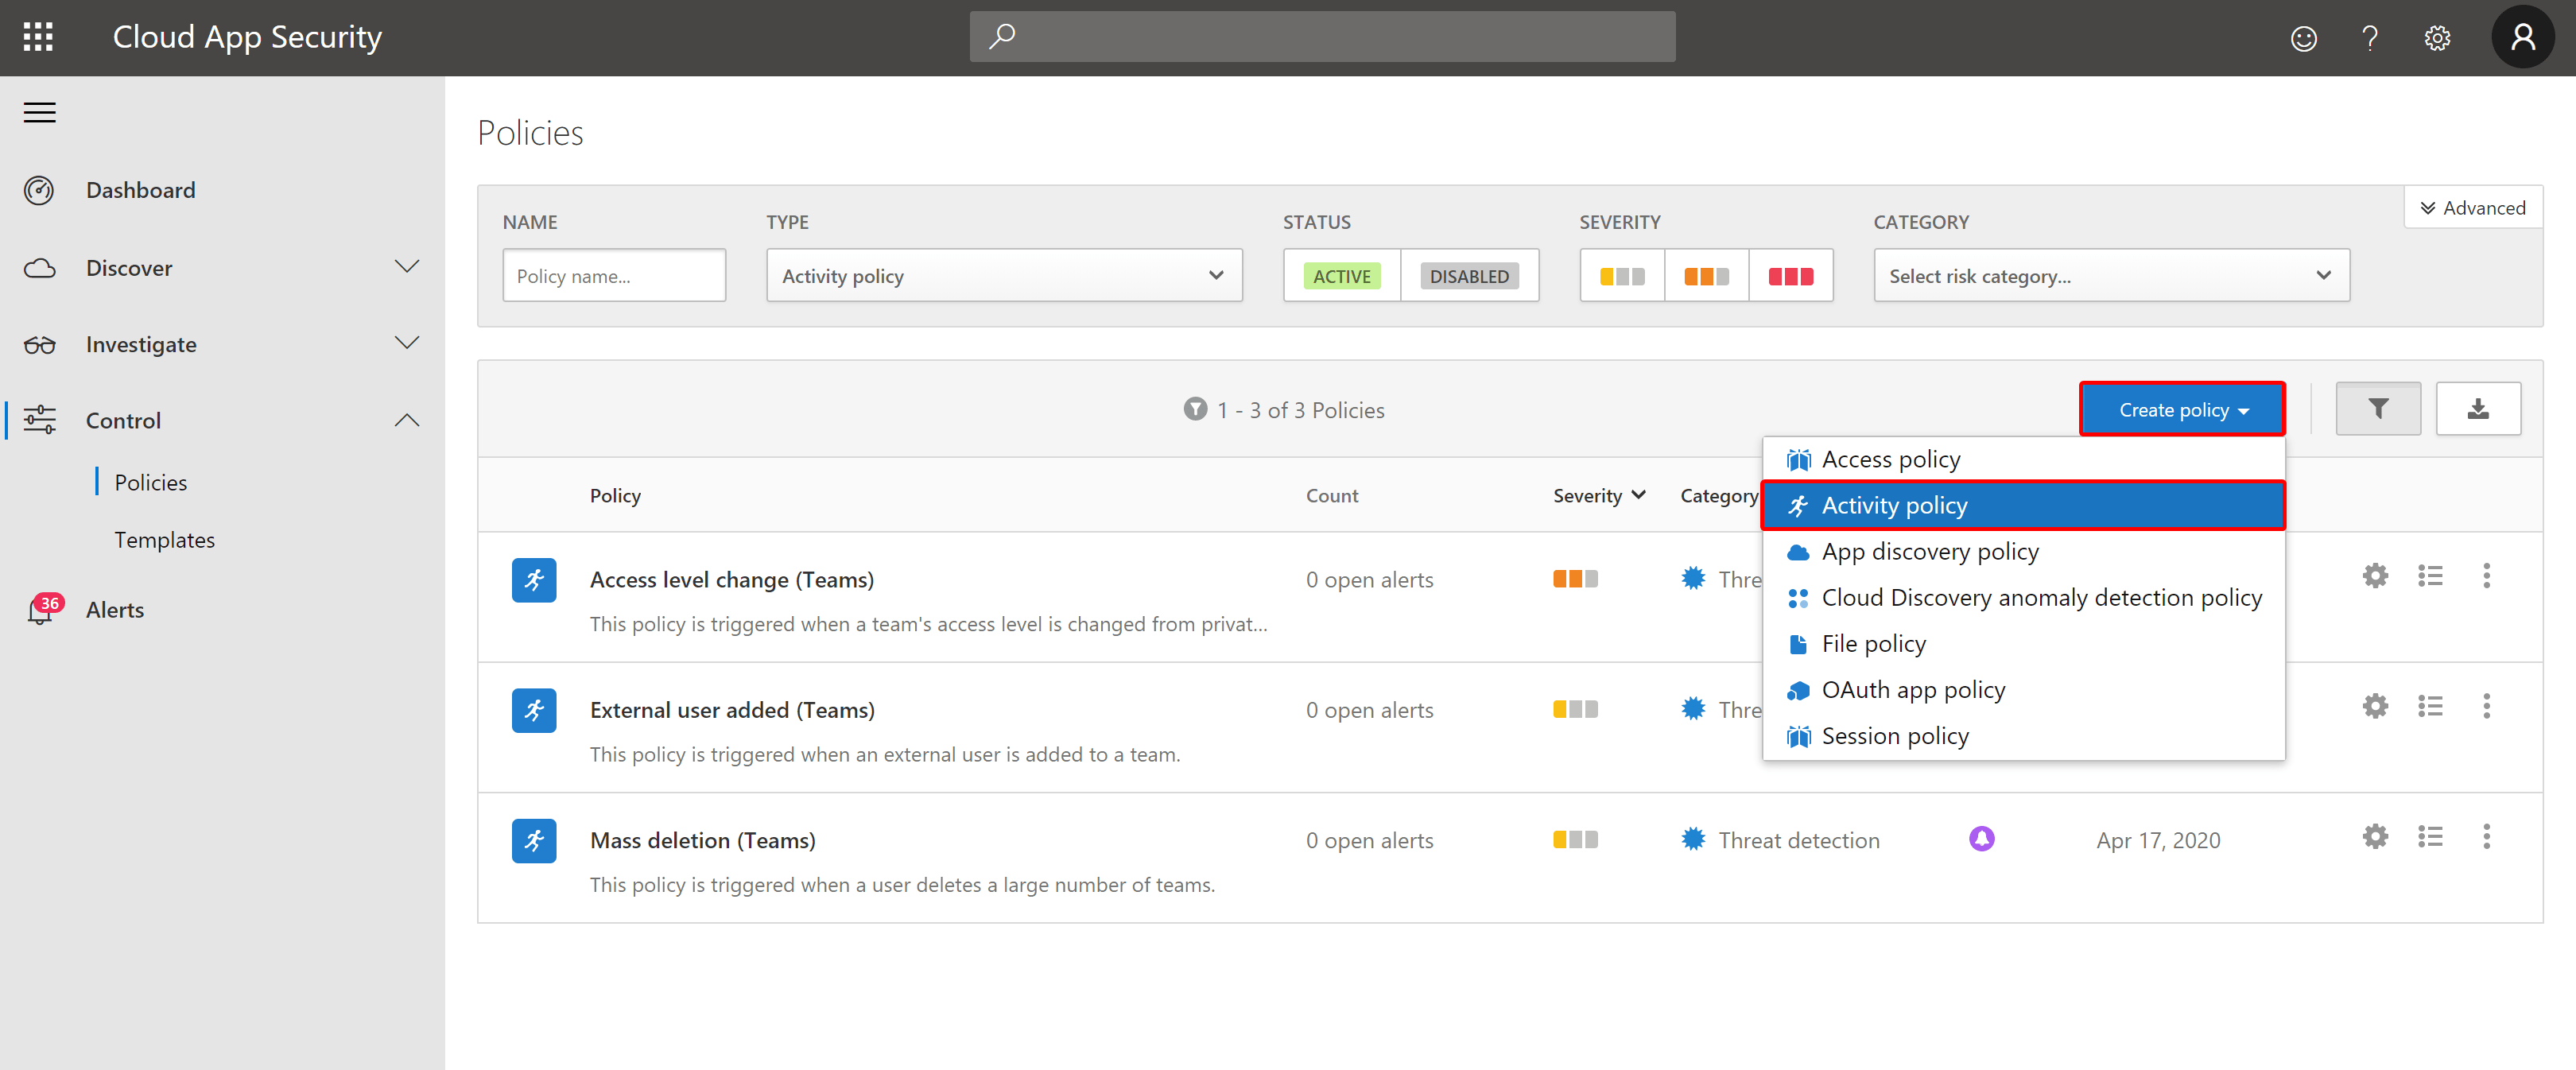 Cloud App Security
Policies
Dashboard
Discover
Investigate
Control
Policies
Templates
36
Alerts
NAME
TYPE
STATUS
SEVERITY
CATEGORY
Advanced
Policy name...
Activity policy
ACTIVE
DISABLED
Select risk category...
1 - 3 of 3 Policies
Create policy
Access policy
Activity policy
App discovery policy
Cloud Discovery anomaly detection policy
File policy
OAuth app policy
Session policy
Policy
Count
Severity
Category
Access level change (Teams)
0 open alerts
Thre
This policy is triggered when a team's access level is changed from privat...
External user added (Teams)
0 open alerts
Thre
This policy is triggered when an external user is added to a team.
Mass deletion (Teams)
0 open alerts
Threat detection
Apr 17, 2020
This policy is triggered when a user deletes a large number of teams.